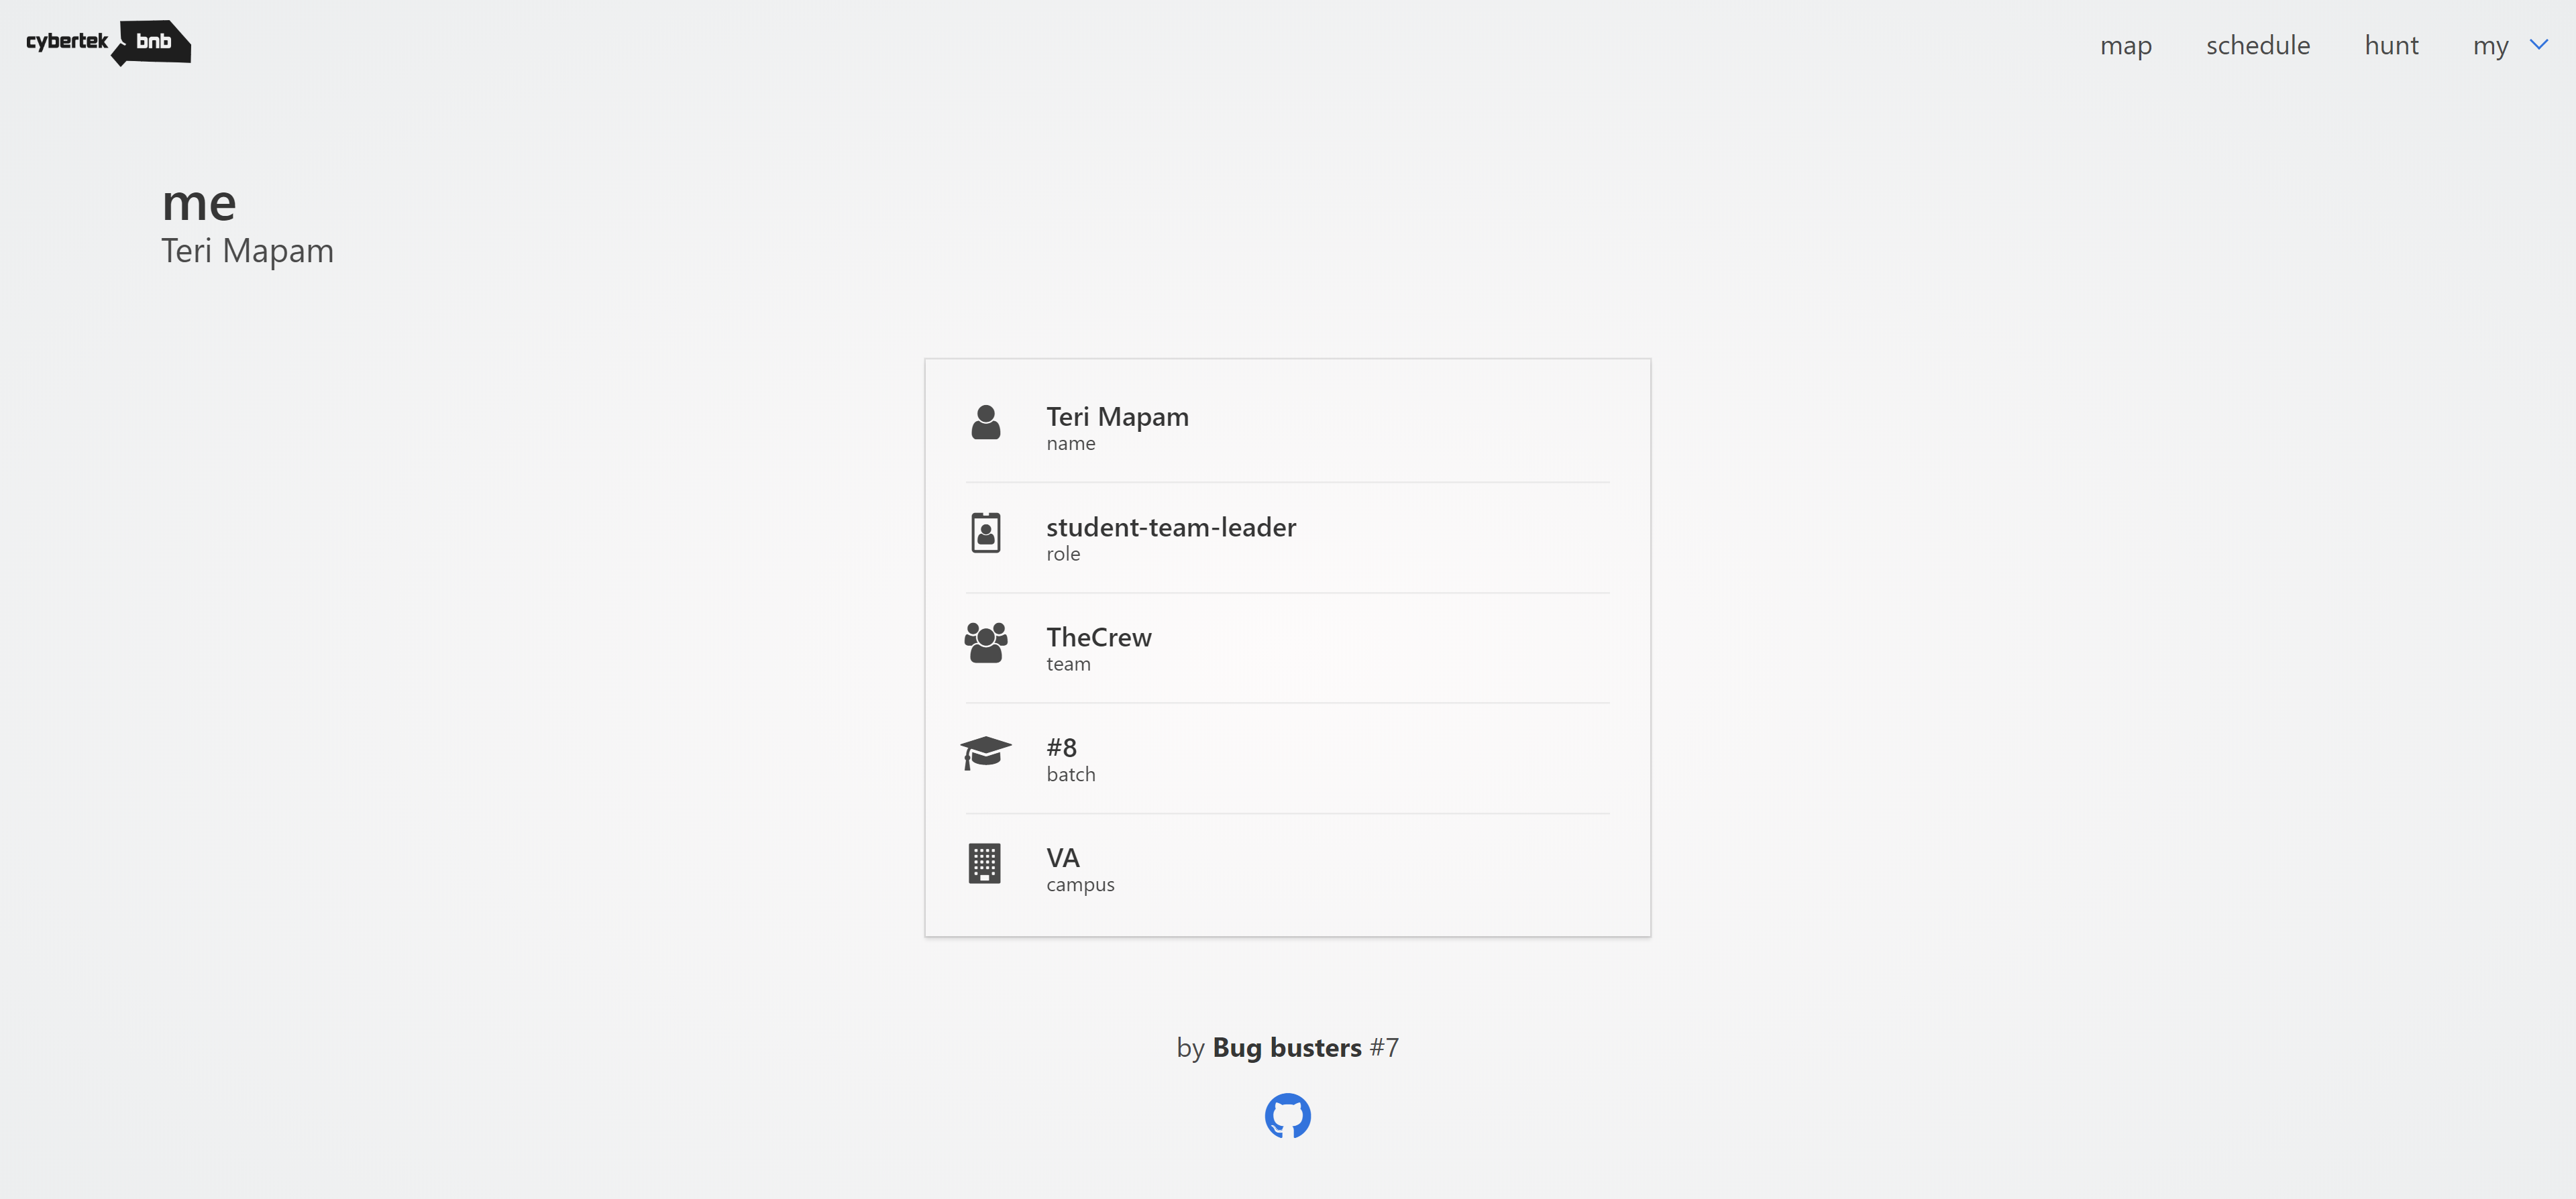 cybertek bnb
map schedule hunt my
me
Teri Mapam
Teri Mapam
name
student-team-leader
role
TheCrew
team
#8
batch
VA
campus
by Bug busters #7